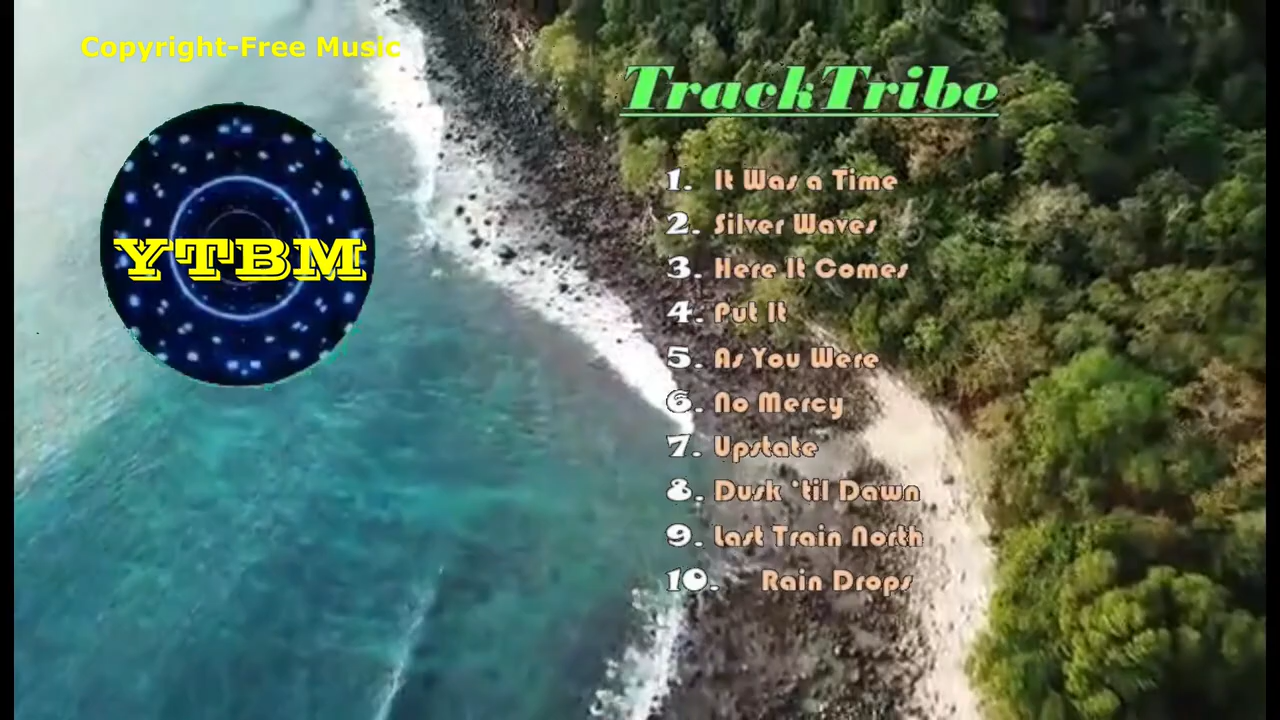 Copyright-Free Music
YTBM
TrackTribe
1. It Was a Time
2. Silver Waves
3. Here It Comes
4. Put It
5. As You Were
6. No Mercy
7. Upstate
8. Dusk 'til Dawn
9. Last Train North
10. Rain Drops